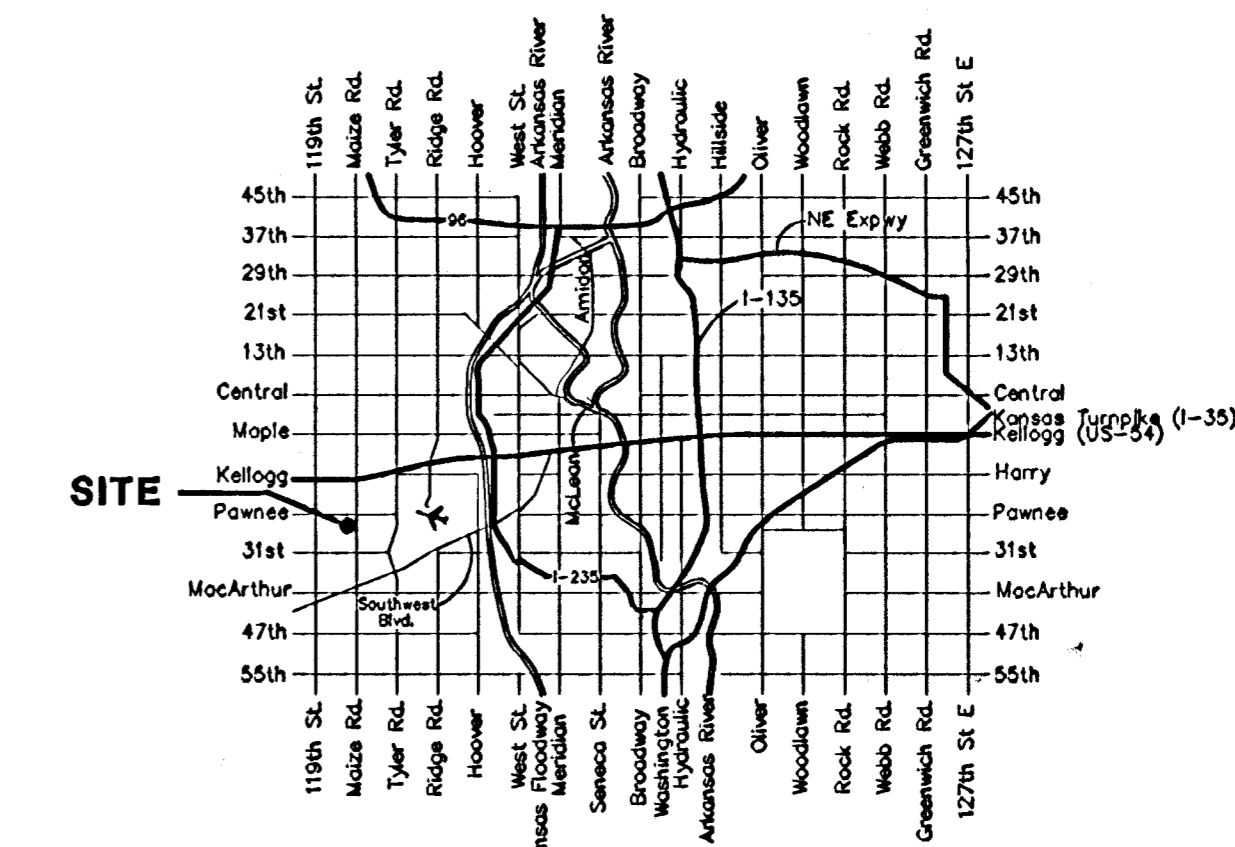 119th St.
Maize Rd.
Tyler Rd.
Ridge Rd.
Hoover
West St.
Arkansas River
Meridian
Arkansas River
Broadway
Hydraulic
Hillside
Oliver
Woodlawn
Rock Rd.
Webb Rd.
Greenwich Rd.
127th St E
45th
45th
96
NE Expwy
37th
37th
29th
29th
Amidon
I-135
21st
21st
13th
13th
Central
Central
Kansas Turnpike (I-35)
Maple
Kellogg (US-54)
Kellogg
Harry
SITE
McLean
Pawnee
Pawnee
31st
31st
I-235
MacArthur
MacArthur
Southwest
Blvd.
47th
47th
55th
55th
119th St.
Maize Rd.
Tyler Rd.
Ridge Rd.
Hoover
West St.
nsas Floodway
Meridian
Seneca St.
Broadway
Washington
Hydraulic
Arkansas River
Oliver
Woodlawn
Rock Rd.
Webb Rd.
Greenwich Rd.
127th St E